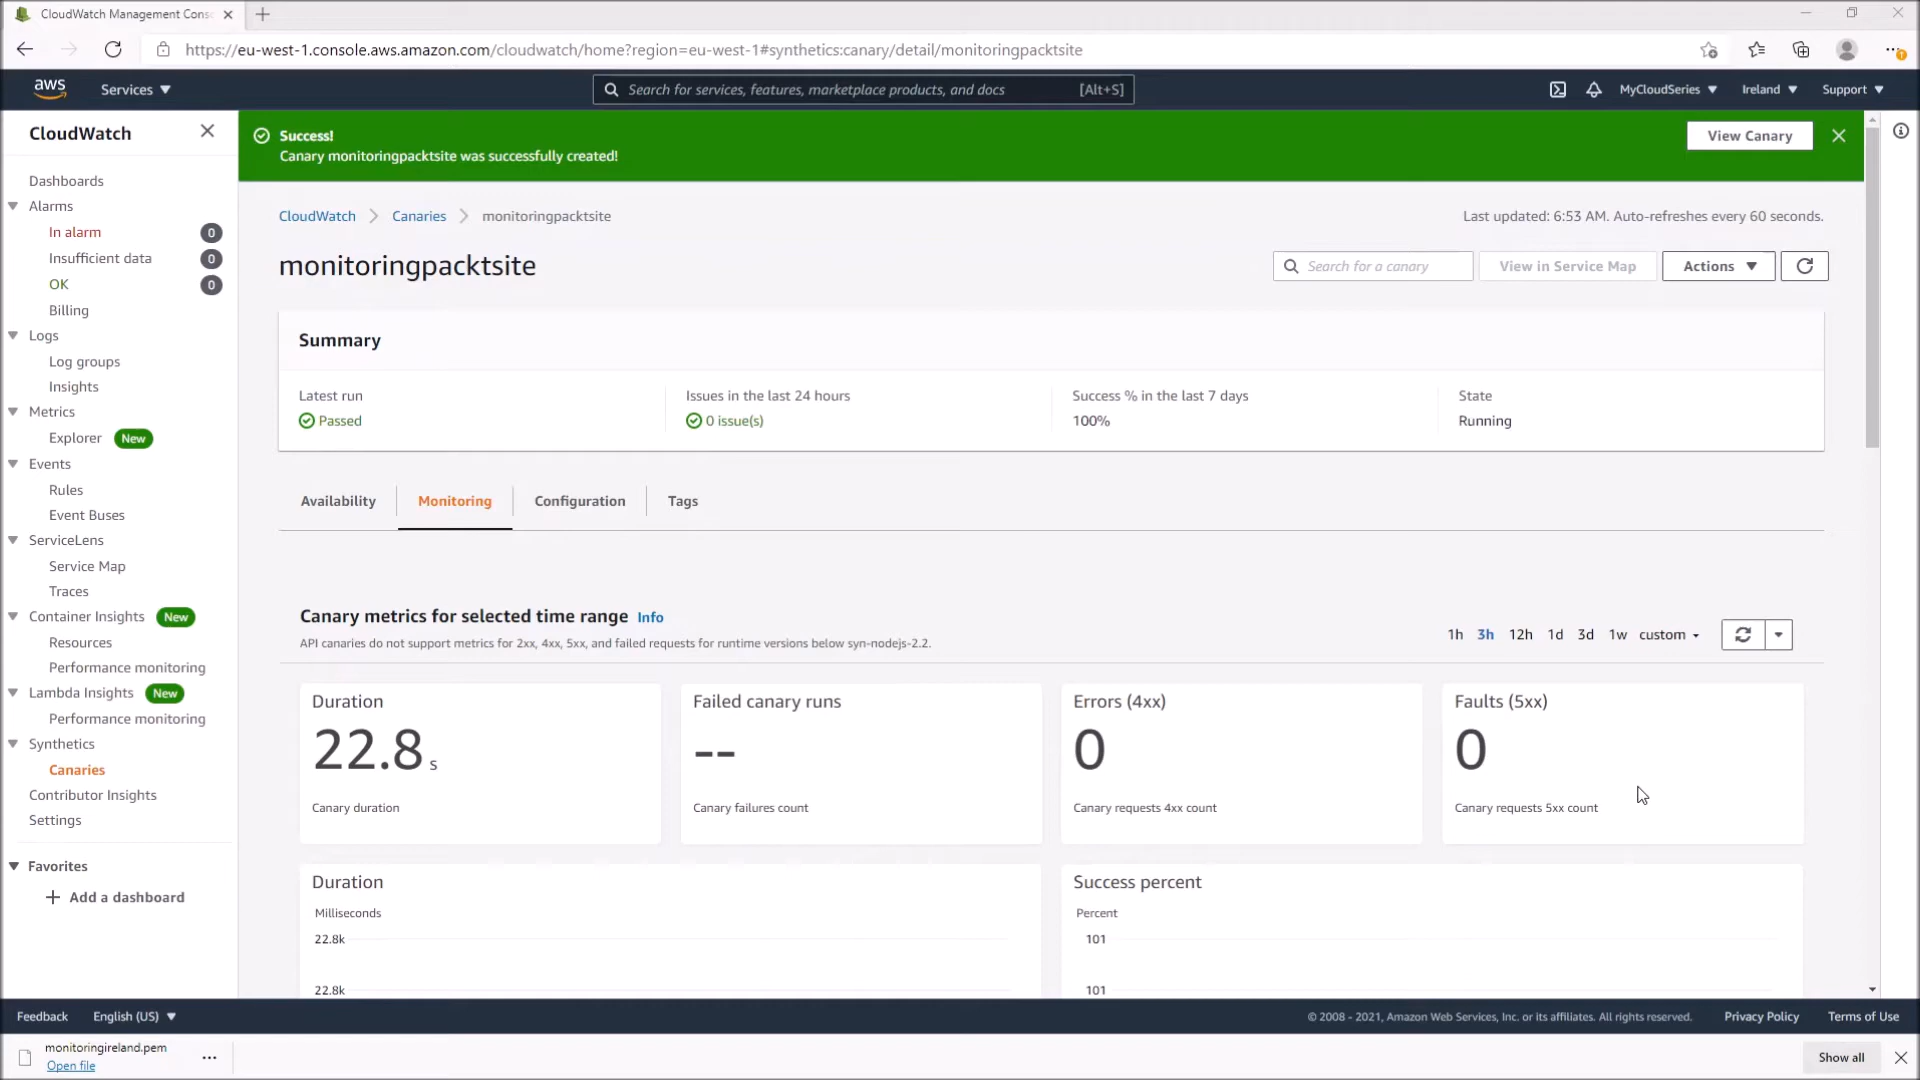 CloudWatch Management Cons
https://eu-west-1.console.aws.amazon.com/cloudwatch/home?region=eu-west-1#synthetics:canary/detail/monitoringpacktsite
aws
Services
Search for services, features, marketplace products, and docs
[Alt+S]
MyCloudSeries
Ireland
Support
CloudWatch
Dashboards
Alarms
In alarm 0
Insufficient data 0
OK 0
Billing
Logs
Log groups
Insights
Metrics
Explorer New
Events
Rules
Event Buses
ServiceLens
Service Map
Traces
Container Insights New
Resources
Performance monitoring
Lambda Insights New
Performance monitoring
Synthetics
Canaries
Contributor Insights
Settings
Favorites
Add a dashboard
Success!
Canary monitoringpacktsite was successfully created!
View Canary
CloudWatch > Canaries > monitoringpacktsite
Last updated: 6:53 AM. Auto-refreshes every 60 seconds.
monitoringpacktsite
Search for a canary
View in Service Map
Actions
Summary
Latest run
Passed
Issues in the last 24 hours
0 issue(s)
Success % in the last 7 days
100%
State
Running
Availability
Monitoring
Configuration
Tags
Canary metrics for selected time range Info
API canaries do not support metrics for 2xx, 4xx, 5xx, and failed requests for runtime versions below syn-nodejs-2.2.
1h 3h 12h 1d 3d 1w custom
Duration
22.8 s
Canary duration
Failed canary runs
--
Canary failures count
Errors (4xx)
0
Canary requests 4xx count
Faults (5xx)
0
Canary requests 5xx count
Duration
Milliseconds
22.8k
22.8k
Success percent
Percent
101
101
Feedback
English (US)
© 2008 - 2021, Amazon Web Services, Inc. or its affiliates. All rights reserved.
Privacy Policy
Terms of Use
monitoringireland.pem
Open file
Show all